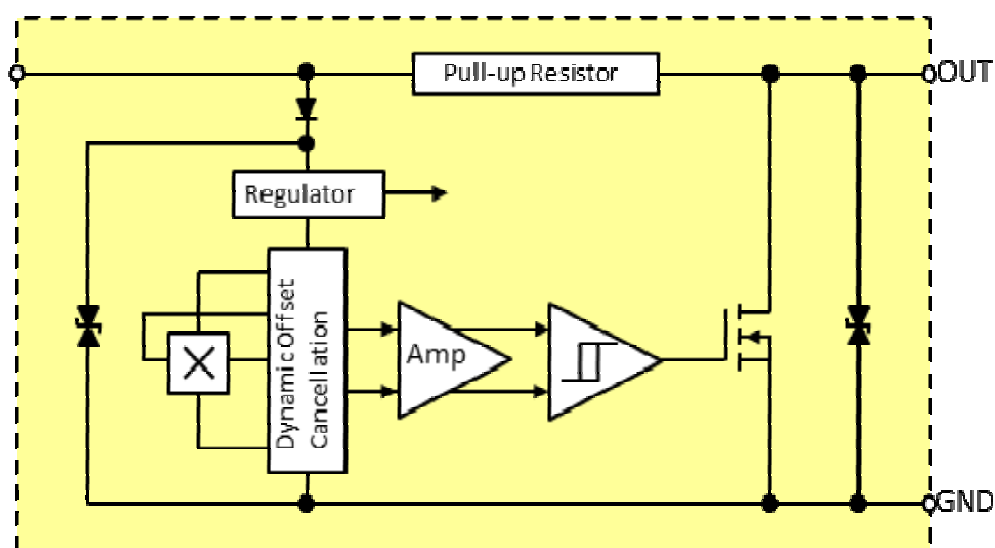 Pull-up Resistor
OUT
Regulator
Dynamic Offset
Cancellation
Amp
GND